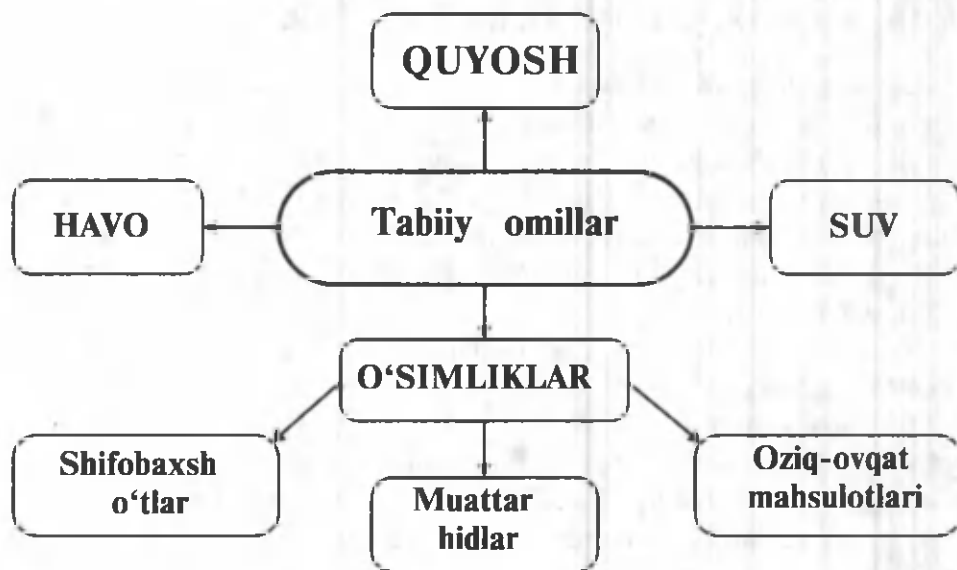 QUYOSH
HAVO
Tabiiy omillar
SUV
O‘SIMLIKLAR
Shifobaxsh
o‘tlar
Muattar
hidlar
Oziq-ovqat
mahsulotlari